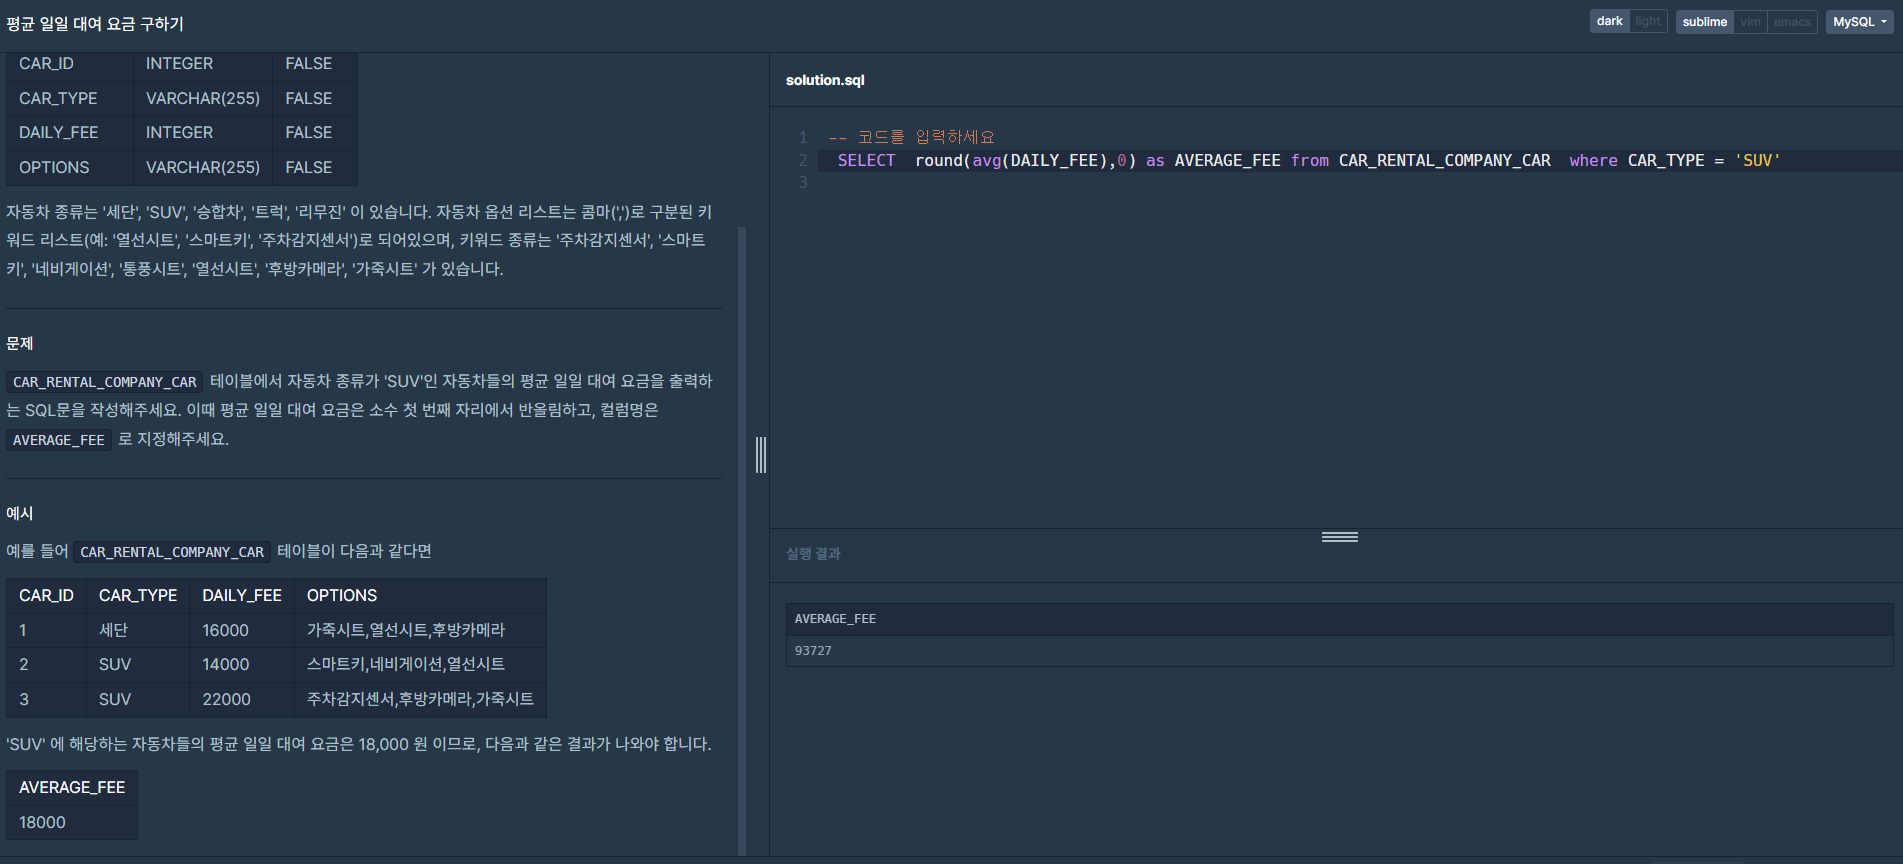 평균 일일 대여 요금 구하기
dark light sublime vim emacs MySQL
CAR_ID INTEGER FALSE
CAR_TYPE VARCHAR(255) FALSE
DAILY_FEE INTEGER FALSE
OPTIONS VARCHAR(255) FALSE
자동차 종류는 '세단', 'SUV', '승합차', '트럭', '리무진' 이 있습니다. 자동차 옵션 리스트는 콤마(',')로 구분된 키
워드 리스트(예: '열선시트', '스마트키', '주차감지센서')로 되어있으며, 키워드 종류는 '주차감지센서', '스마트
키', '네비게이션', '통풍시트', '열선시트', '후방카메라', '가죽시트' 가 있습니다.
문제
CAR_RENTAL_COMPANY_CAR 테이블에서 자동차 종류가 'SUV'인 자동차들의 평균 일일 대여 요금을 출력하
는 SQL문을 작성해주세요. 이때 평균 일일 대여 요금은 소수 첫 번째 자리에서 반올림하고, 컬럼명은
AVERAGE_FEE 로 지정해주세요.
예시
예를 들어 CAR_RENTAL_COMPANY_CAR 테이블이 다음과 같다면
CAR_ID CAR_TYPE DAILY_FEE OPTIONS
1 세단 16000 가죽시트,열선시트,후방카메라
2 SUV 14000 스마트키,네비게이션,열선시트
3 SUV 22000 주차감지센서,후방카메라,가죽시트
'SUV' 에 해당하는 자동차들의 평균 일일 대여 요금은 18,000 원 이므로, 다음과 같은 결과가 나와야 합니다.
AVERAGE_FEE
18000
solution.sql
1 -- 코드를 입력하세요
2 SELECT round(avg(DAILY_FEE),0) as AVERAGE_FEE from CAR_RENTAL_COMPANY_CAR where CAR_TYPE = 'SUV'
3
실행 결과
AVERAGE_FEE
93727